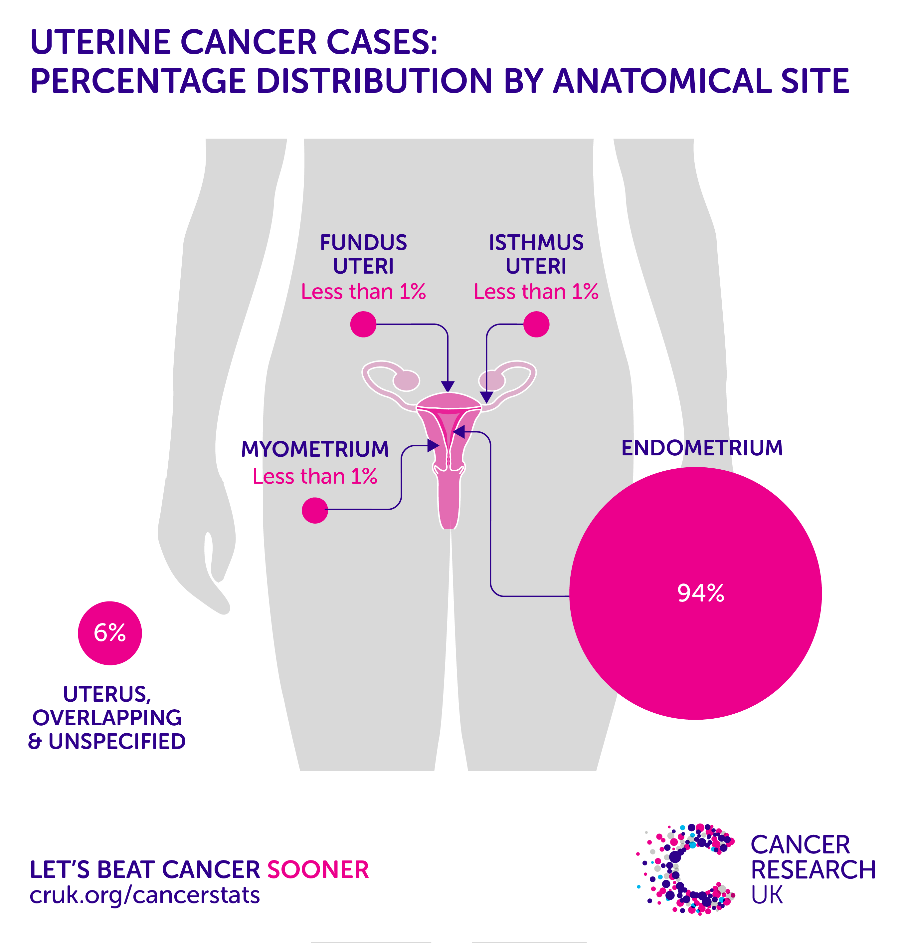 UTERINE CANCER CASES:
PERCENTAGE DISTRIBUTION BY ANATOMICAL SITE
FUNDUS
UTERI
Less than 1%
ISTHMUS
UTERI
Less than 1%
MYOMETRIUM
Less than 1%
ENDOMETRIUM
94%
6%
UTERUS,
OVERLAPPING
& UNSPECIFIED
LET'S BEAT CANCER SOONER
cruk.org/cancerstats
CANCER
RESEARCH
UK